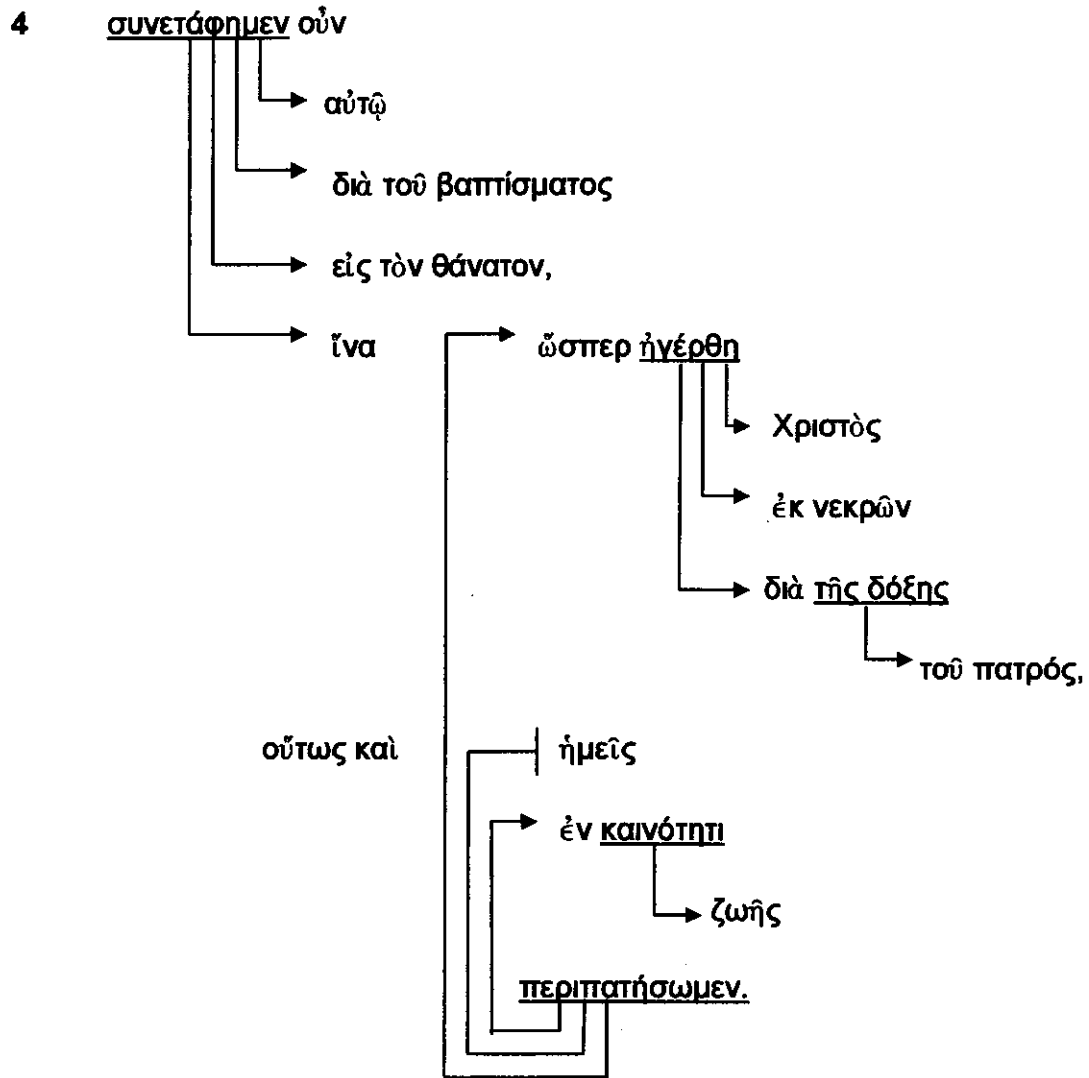 4 συνετάφημεν οὖν
αὐτῷ
διὰ τοῦ βαπτίσματος
εἰς τὸν θάνατον,
ἵνα ὥσπερ ἠγέρθη
Χριστὸς
ἐκ νεκρῶν
διὰ τῆς δόξης
τοῦ πατρός,
οὕτως καὶ ἡμεῖς
ἐν καινότητι
ζωῆς
περιπατήσωμεν.